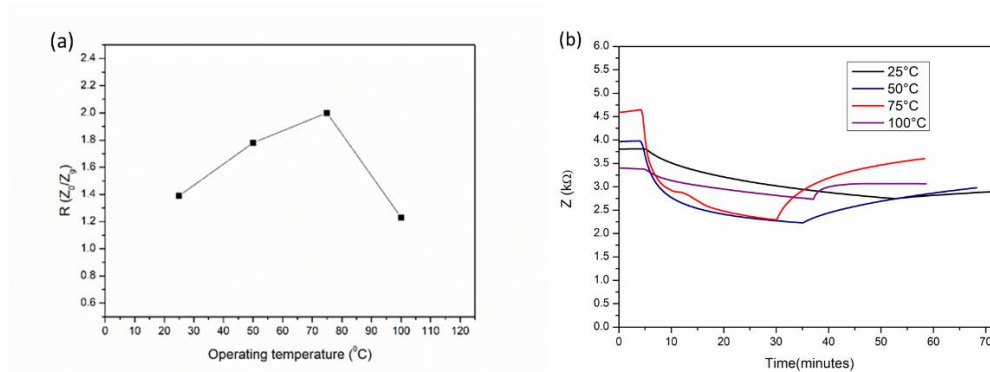 (a)
2.4
2.2
2.0
1.8
1.6
1.4
1.2
1.0
0.8
0.6
R (Z₀/Z₉)
0 10 20 30 40 50 60 70 80 90 100 110 120
Operating temperature (⁰C)
(b)
6.0
5.5
5.0
4.5
4.0
3.5
3.0
2.5
2.0
1.5
1.0
0.5
0.0
Z (kΩ)
25°C
50°C
75°C
100°C
0 10 20 30 40 50 60 70
Time(minutes)